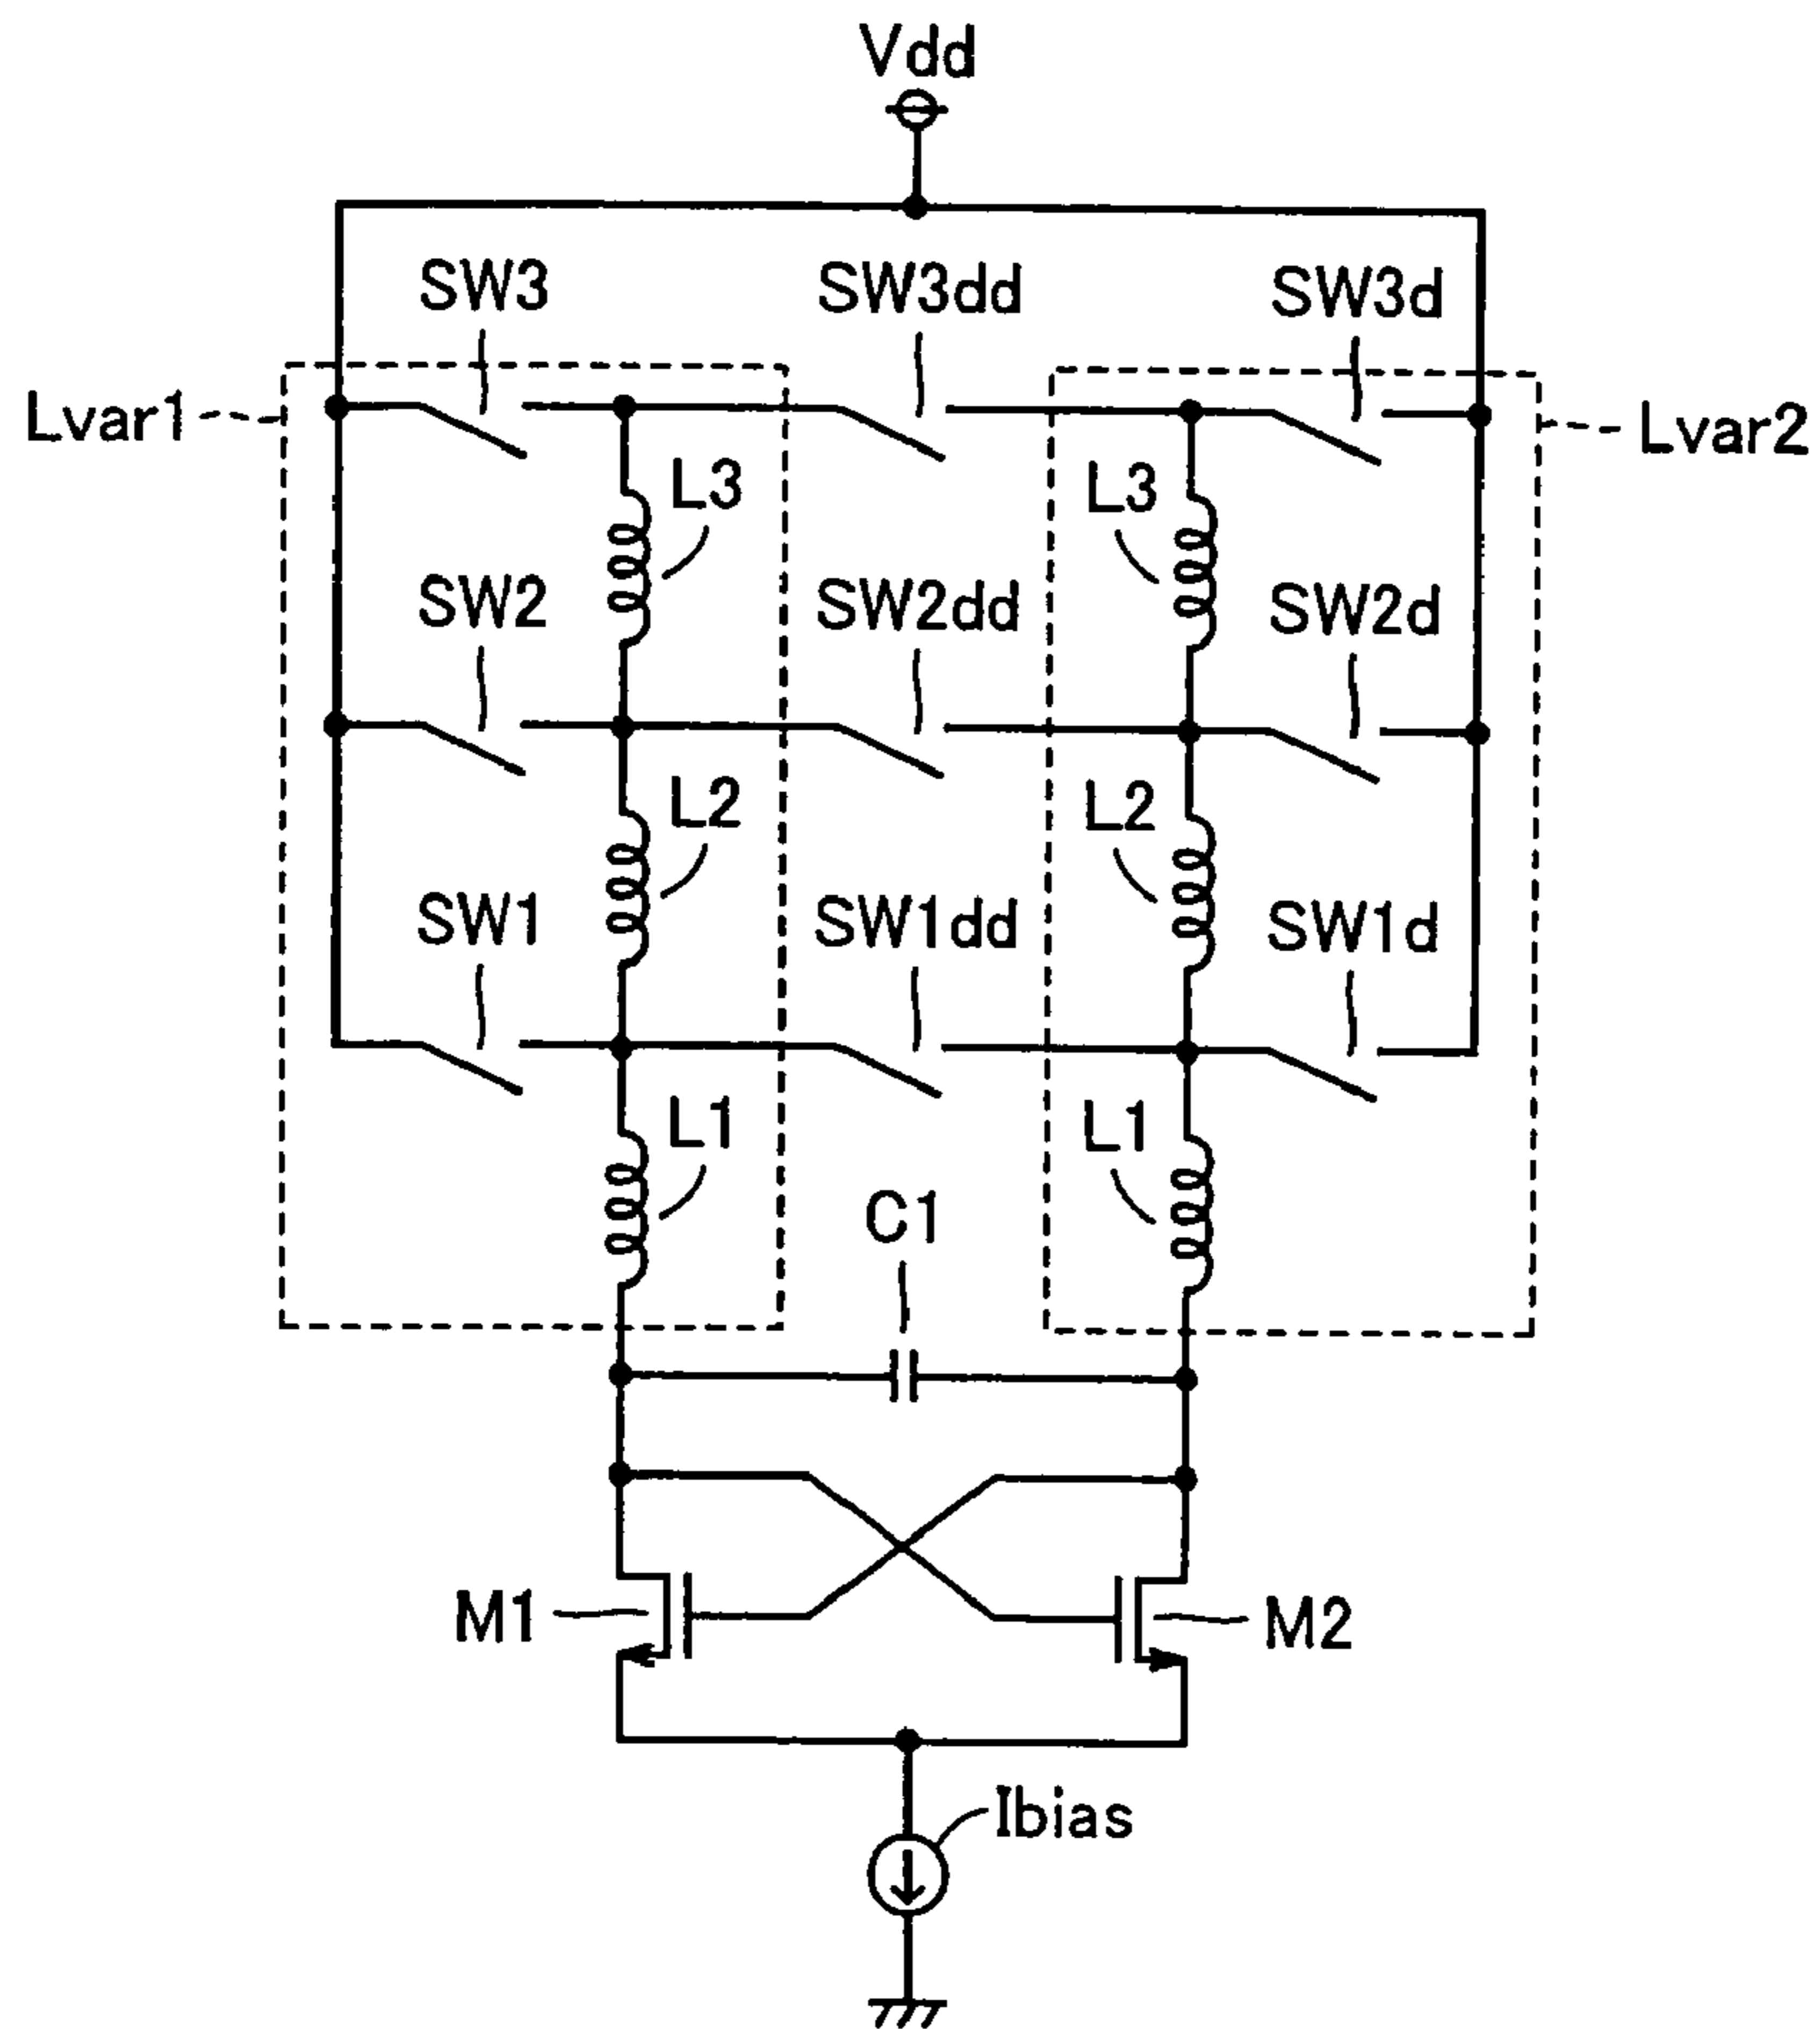 Vdd
SW3 SW3dd SW3d
Lvar1 Lvar2
L3 L3
SW2 SW2dd SW2d
L2 L2
SW1 SW1dd SW1d
L1 L1
C1
M1 M2
Ibias